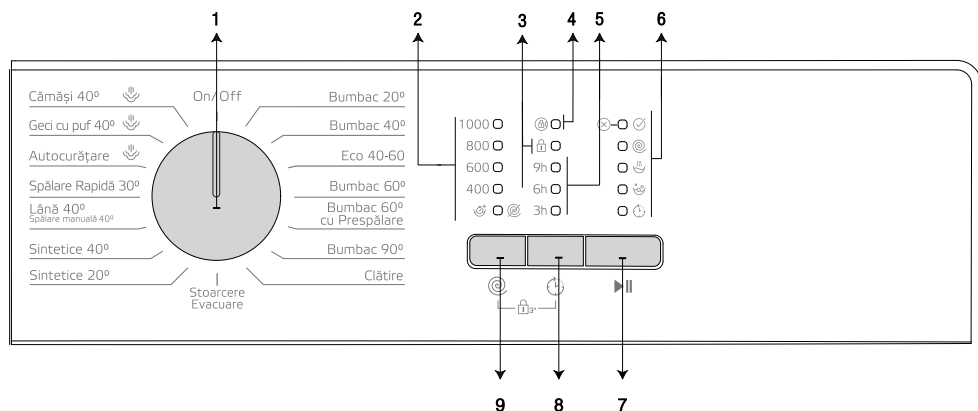 1
2
3
4
5
6
Cămăși 40º
Geci cu puf 40º
Autocurățare
Spălare Rapidă 30º
Lână 40º
Spălare manuală 40º
Sintetice 40º
Sintetice 20º
On/Off
Stoarcere
Evacuare
Bumbac 20º
Bumbac 40º
Eco 40-60
Bumbac 60º
Bumbac 60º
cu Prespălare
Bumbac 90º
Clătire
1000
800
600
400
9h
6h
3h
3"
9
8
7